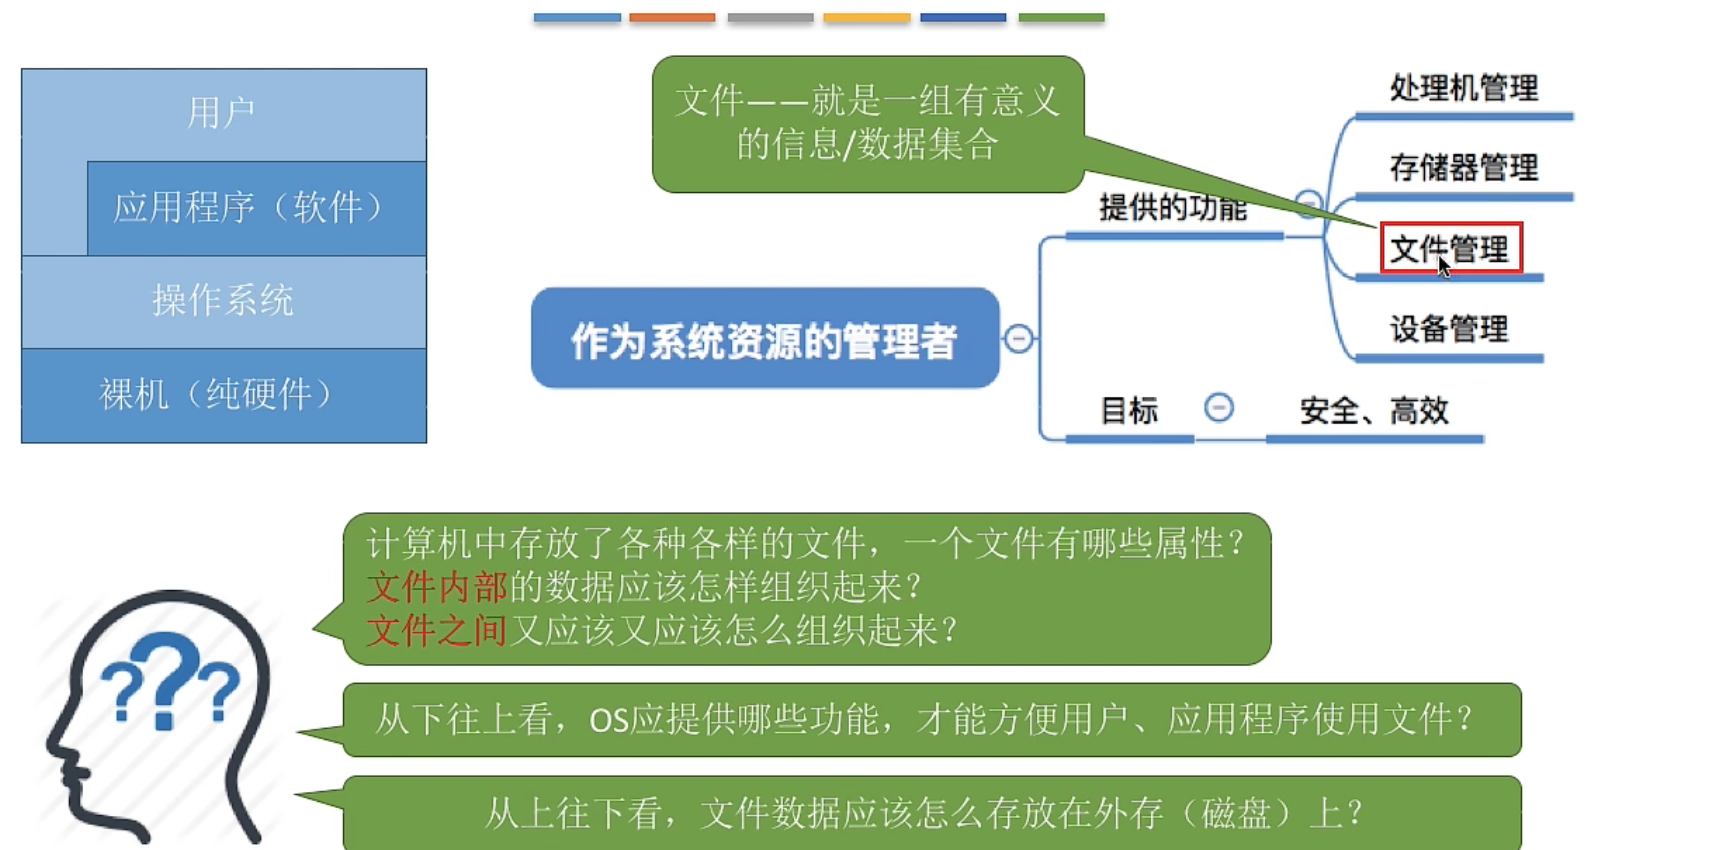 用户
应用程序（软件）
操作系统
裸机（纯硬件）
文件——就是一组有意义
的信息/数据集合
作为系统资源的管理者
提供的功能
处理机管理
存储器管理
文件管理
设备管理
目标
安全、高效
计算机中存放了各种各样的文件，一个文件有哪些属性？
文件内部的数据应该怎样组织起来？
文件之间又应该又应该怎么组织起来？
从下往上看，OS应提供哪些功能，才能方便用户、应用程序使用文件？
从上往下看，文件数据应该怎么存放在外存（磁盘）上？
???